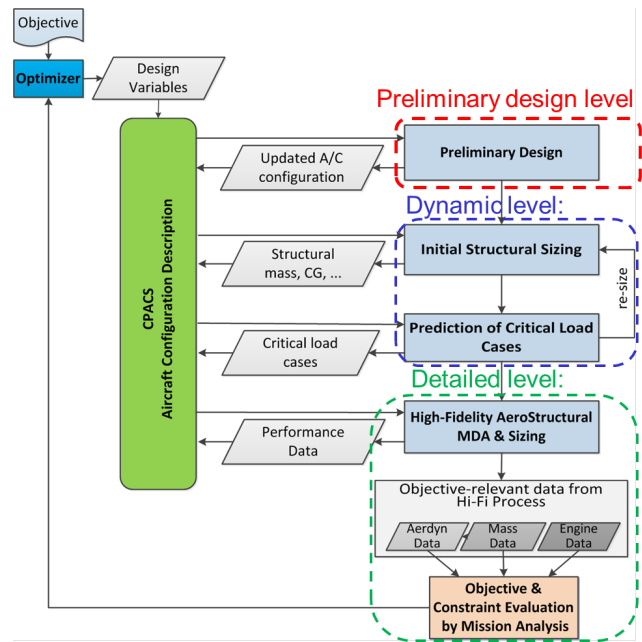 Objective
Optimizer
Design
Variables
Preliminary design level
Preliminary Design
Updated A/C
configuration
Dynamic level:
Initial Structural Sizing
Structural
mass, CG, ...
re-size
CPACS
Aircraft Configuration Description
Prediction of Critical Load
Cases
Critical load
cases
Detailed level:
High-Fidelity AeroStructural
MDA & Sizing
Performance
Data
Objective-relevant data from
Hi-Fi Process
Aerdyn
Data
Mass
Data
Engine
Data
Objective &
Constraint Evaluation
by Mission Analysis